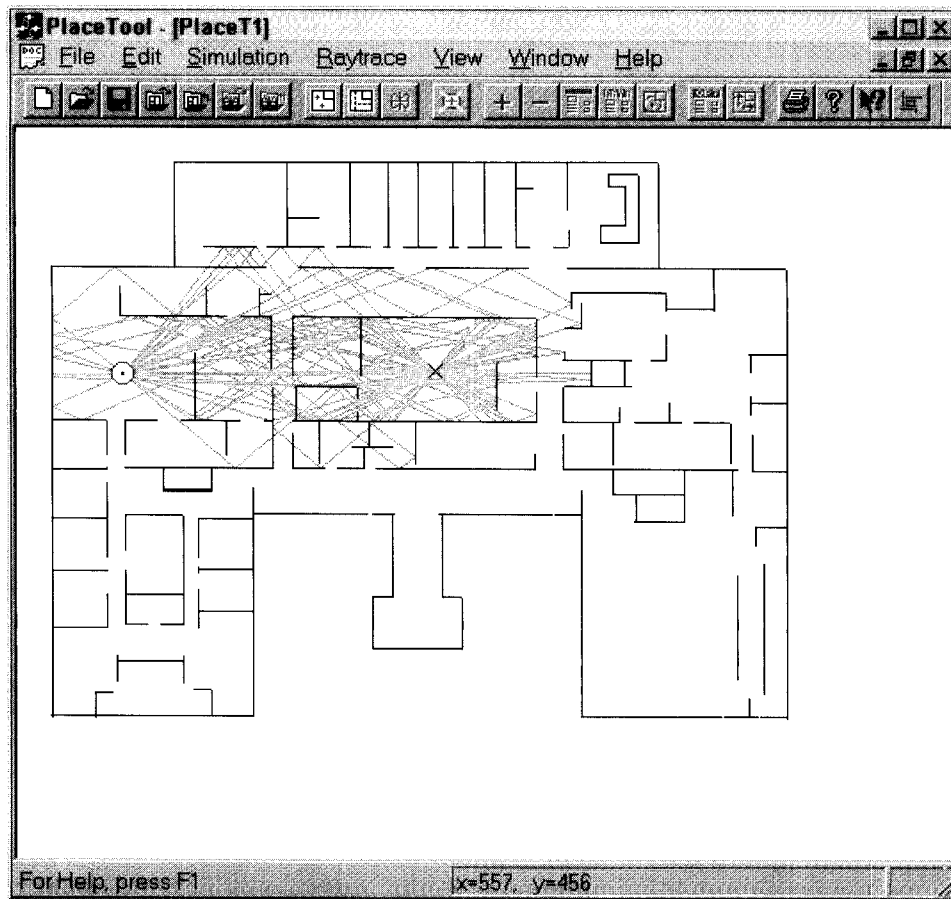 PlaceTool - [PlaceT1]
File Edit Simulation Raytrace View Window Help
For Help, press F1
x=557, y=456